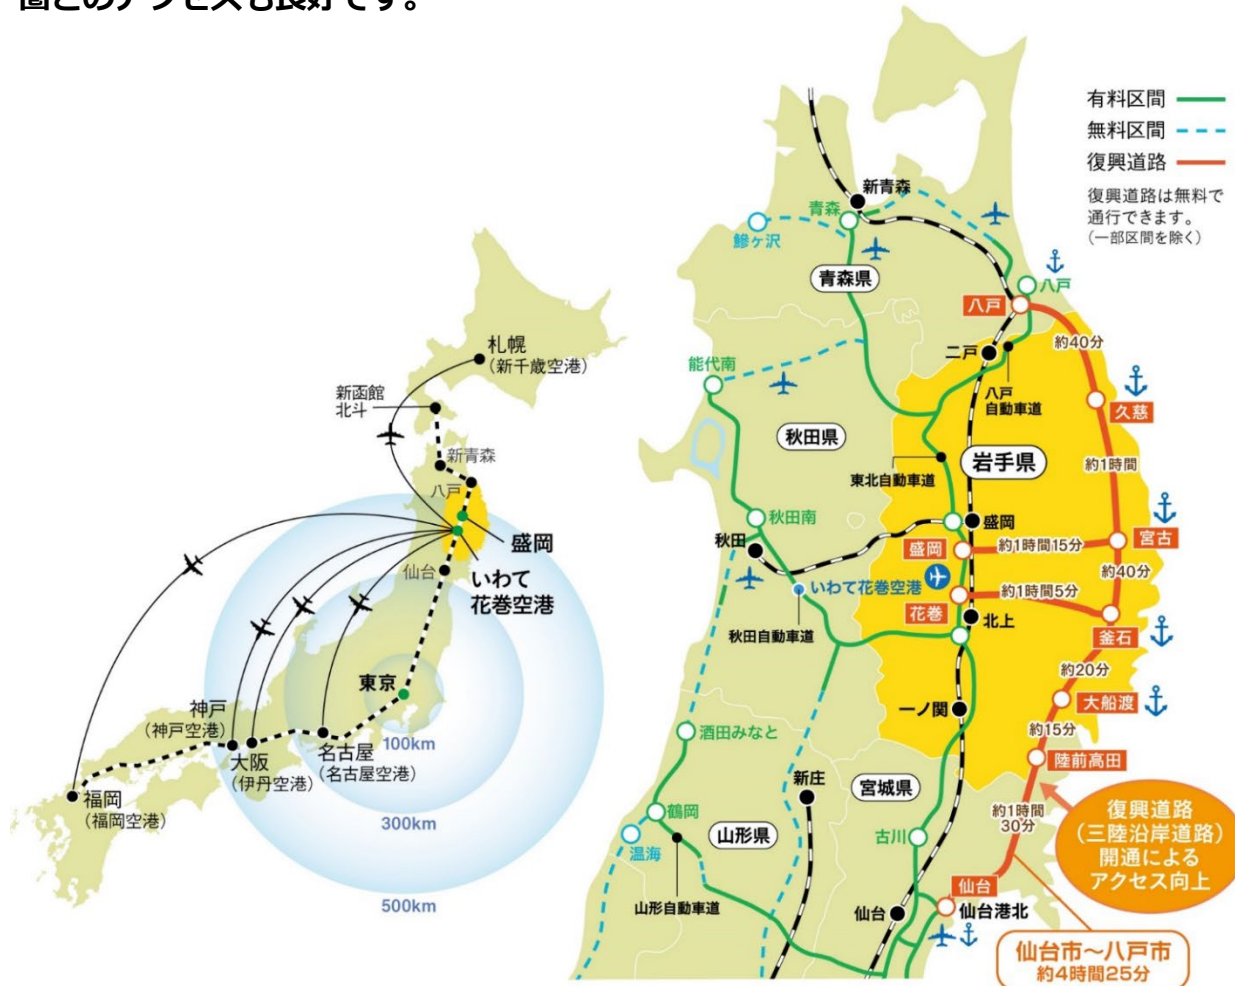 圏とのアクセスも良好です。
札幌
（新千歳空港）
新函館
北斗
新青森
八戸
盛岡
いわて
花巻空港
仙台
東京
神戸
（神戸空港）
大阪
（伊丹空港）
名古屋
（名古屋空港）
福岡
（福岡空港）
100km
300km
500km
有料区間
無料区間
復興道路
復興道路は無料で
通行できます。
（一部区間を除く）
新青森
青森
鰺ヶ沢
青森県
八戸
八戸
約40分
二戸
八戸
自動車道
久慈
能代南
秋田県
岩手県
約1時間
東北自動車道
秋田南
秋田
盛岡
盛岡
約1時間15分
宮古
いわて花巻空港
約40分
花巻
約1時間5分
北上
釜石
秋田自動車道
約20分
一ノ関
大船渡
酒田みなと
約15分
陸前高田
新庄
宮城県
鶴岡
約1時間
30分
復興道路
（三陸沿岸道路）
開通による
アクセス向上
温海
山形県
古川
山形自動車道
仙台
仙台
仙台港北
仙台市～八戸市
約4時間25分